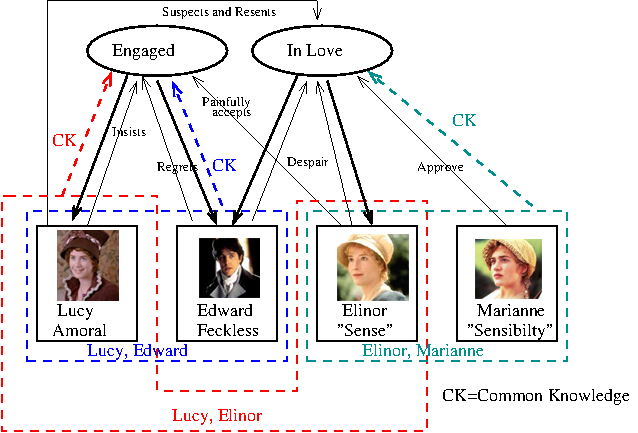 Suspects and Resents
Engaged
In Love
Painfully
accepts
CK
CK
Insists
CK
Regrets
Despair
Approve
Lucy
Amoral
Edward
Feckless
Elinor
"Sense"
Marianne
"Sensibilty"
Lucy, Edward
Elinor, Marianne
CK=Common Knowledge
Lucy, Elinor